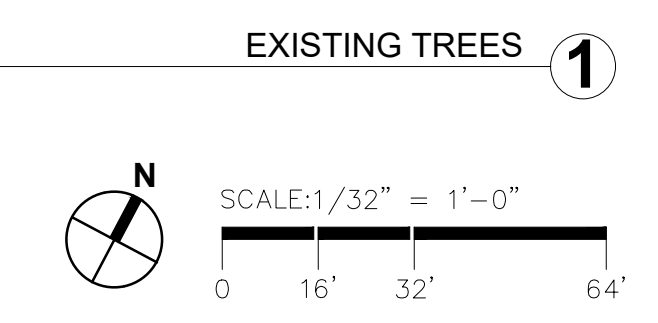 EXISTING TREES 1
N
SCALE:1/32” = 1’-0”
0 16’ 32’ 64’